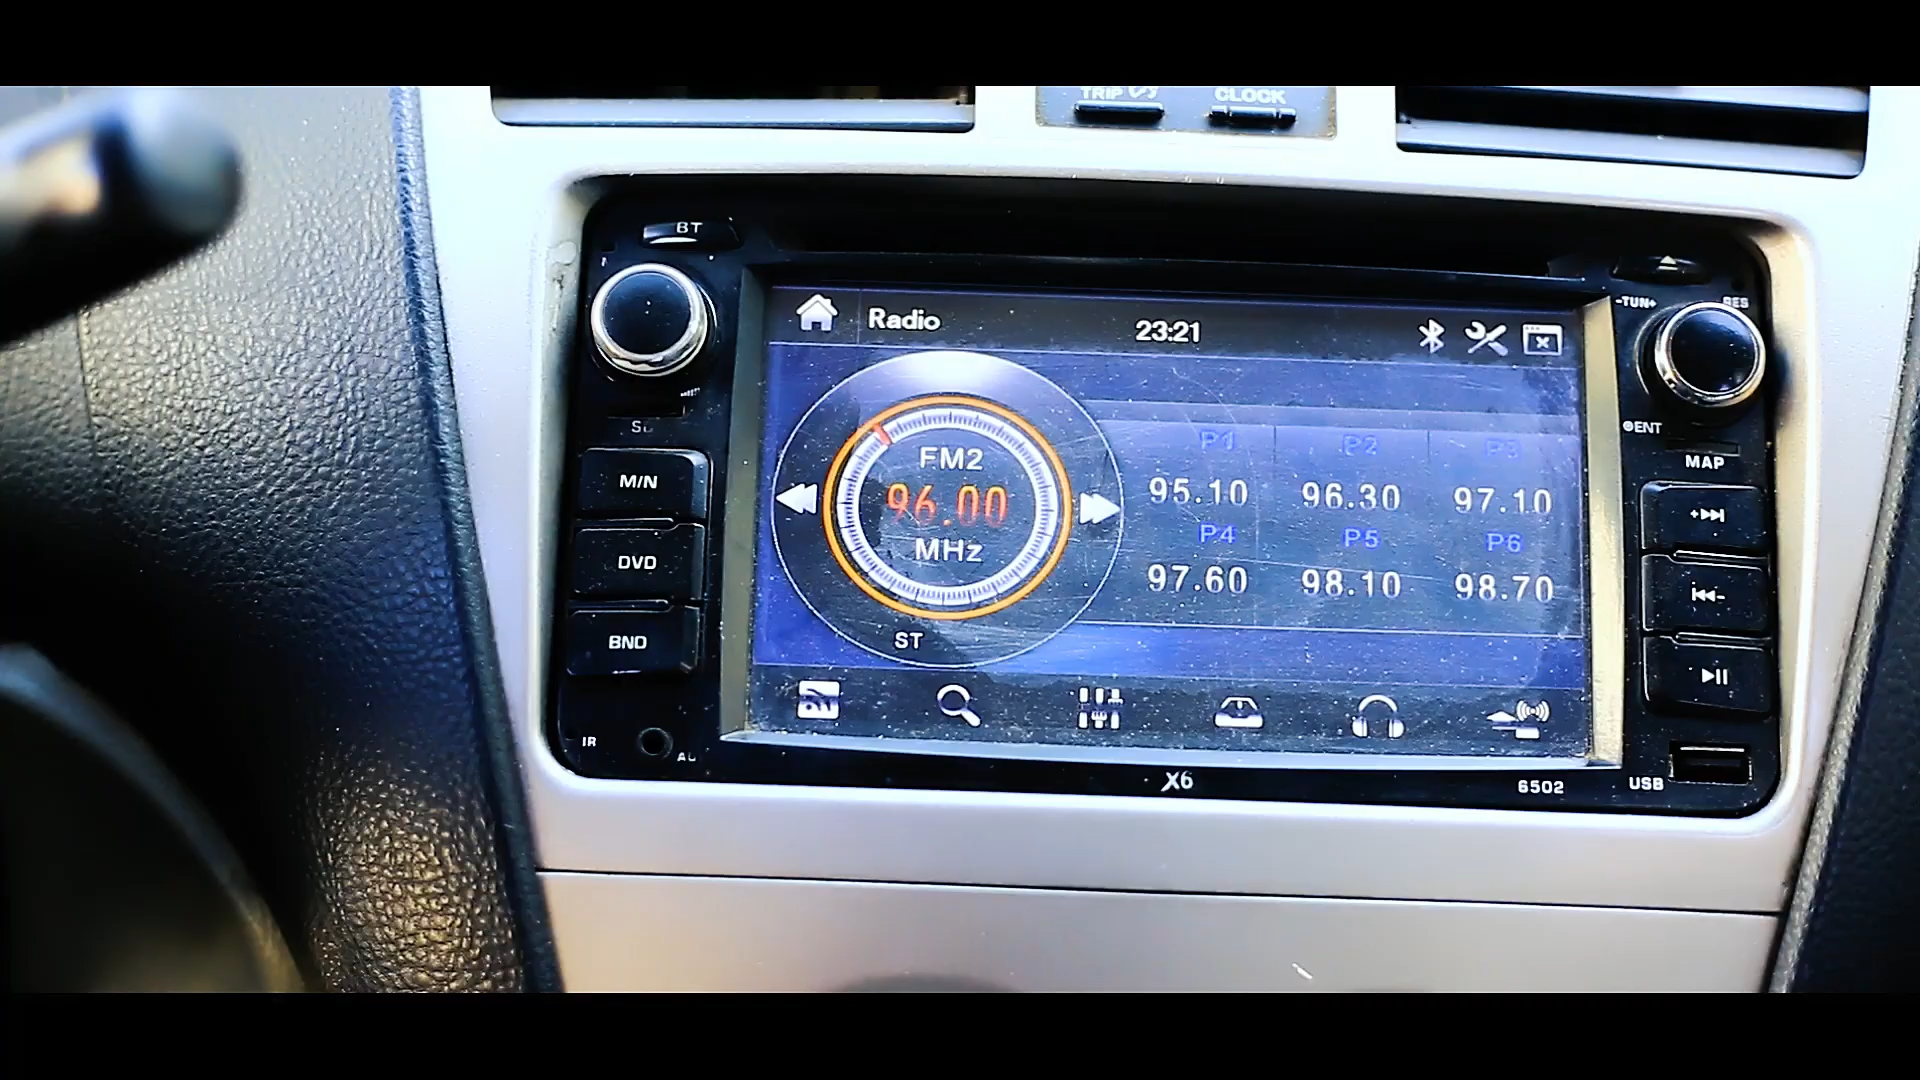 TRIP
CLOCK
BT
-TUN+
RES
Radio
23:21
ENT
MAP
M/N
DVD
BND
FM2
96.00
MHz
ST
P1 P2 P3
95.10 96.30 97.10
P4 P5 P6
97.60 98.10 98.70
IR
X6
6502
USB